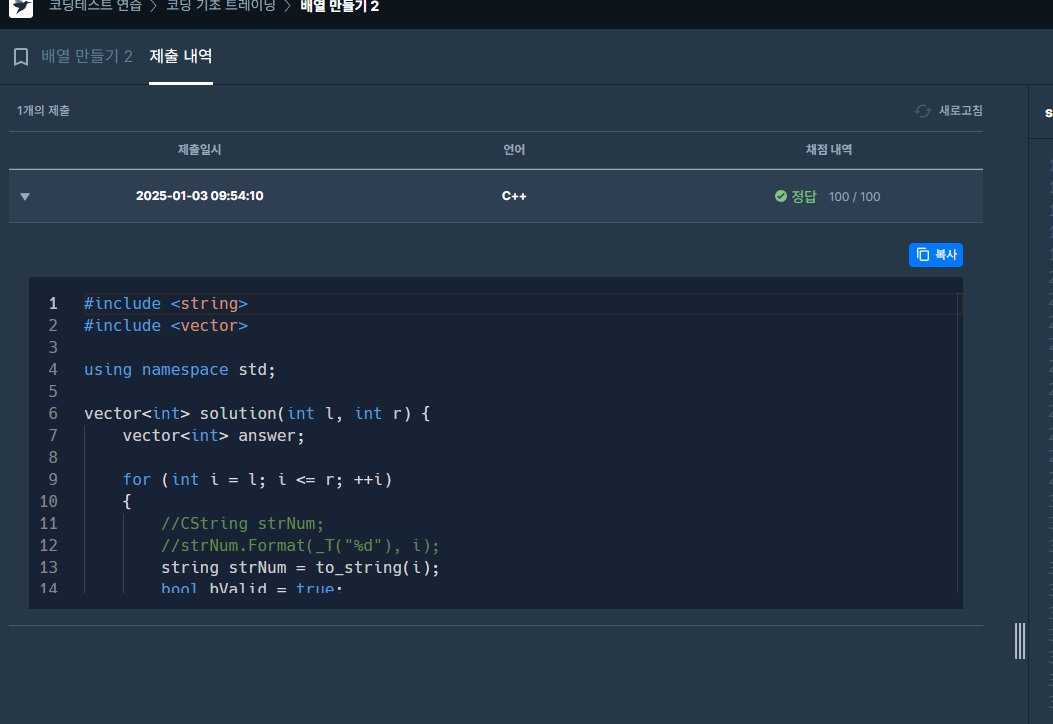 코딩테스트 연습 〉 코딩 기초 트레이닝 〉 배열 만들기 2
배열 만들기 2 제출 내역
1개의 제출 새로고침
제출일시 언어 채점 내역
2025-01-03 09:54:10 C++ 정답 100 / 100
복사
1 #include <string>
2 #include <vector>
3
4 using namespace std;
5
6 vector<int> solution(int l, int r) {
7 vector<int> answer;
8
9 for (int i = l; i <= r; ++i)
10 {
11 //CString strNum;
12 //strNum.Format(_T("%d"), i);
13 string strNum = to_string(i);
14 bool bValid = true;